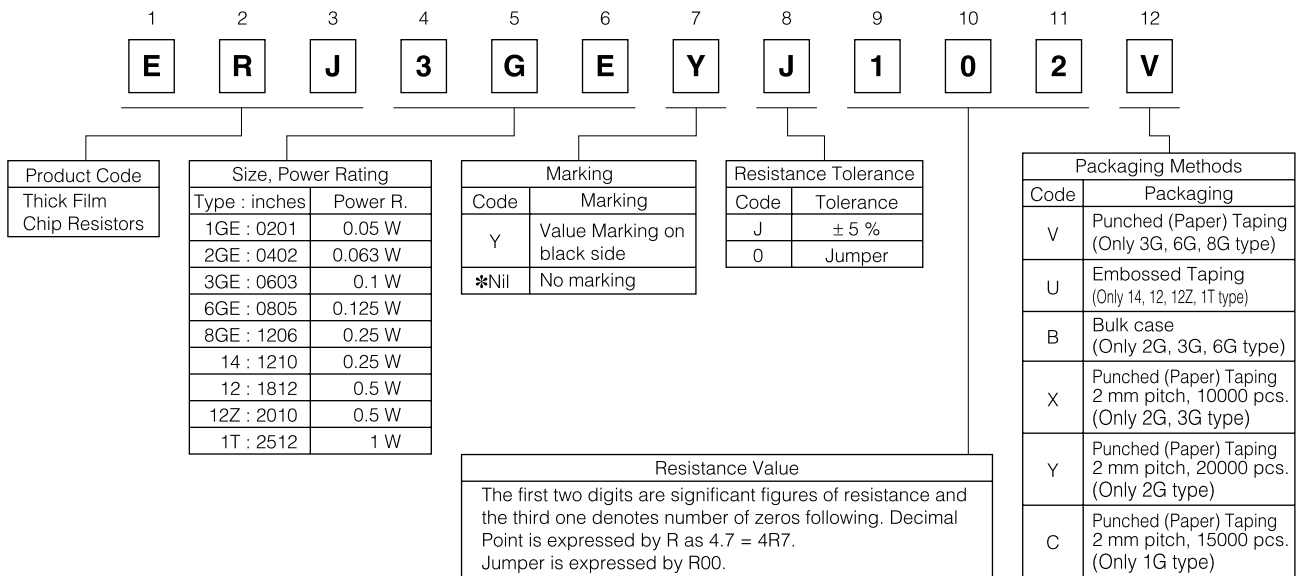 1 2 3 4 5 6 7 8 9 10 11 12
E R J 3 G E Y J 1 0 2 V
Product Code
Thick Film
Chip Resistors
Size, Power Rating
Type : inches Power R.
1GE : 0201 0.05 W
2GE : 0402 0.063 W
3GE : 0603 0.1 W
6GE : 0805 0.125 W
8GE : 1206 0.25 W
14 : 1210 0.25 W
12 : 1812 0.5 W
12Z : 2010 0.5 W
1T : 2512 1 W
Marking
Code Marking
Y Value Marking on
black side
✽Nil No marking
Resistance Tolerance
Code Tolerance
J ± 5 %
0 Jumper
Resistance Value
The first two digits are significant figures of resistance and
the third one denotes number of zeros following. Decimal
Point is expressed by R as 4.7 = 4R7.
Jumper is expressed by R00.
Packaging Methods
Code Packaging
V Punched (Paper) Taping
(Only 3G, 6G, 8G type)
U Embossed Taping
(Only 14, 12, 12Z, 1T type)
B Bulk case
(Only 2G, 3G, 6G type)
X Punched (Paper) Taping
2 mm pitch, 10000 pcs.
(Only 2G, 3G type)
Y Punched (Paper) Taping
2 mm pitch, 20000 pcs.
(Only 2G type)
C Punched (Paper) Taping
2 mm pitch, 15000 pcs.
(Only 1G type)